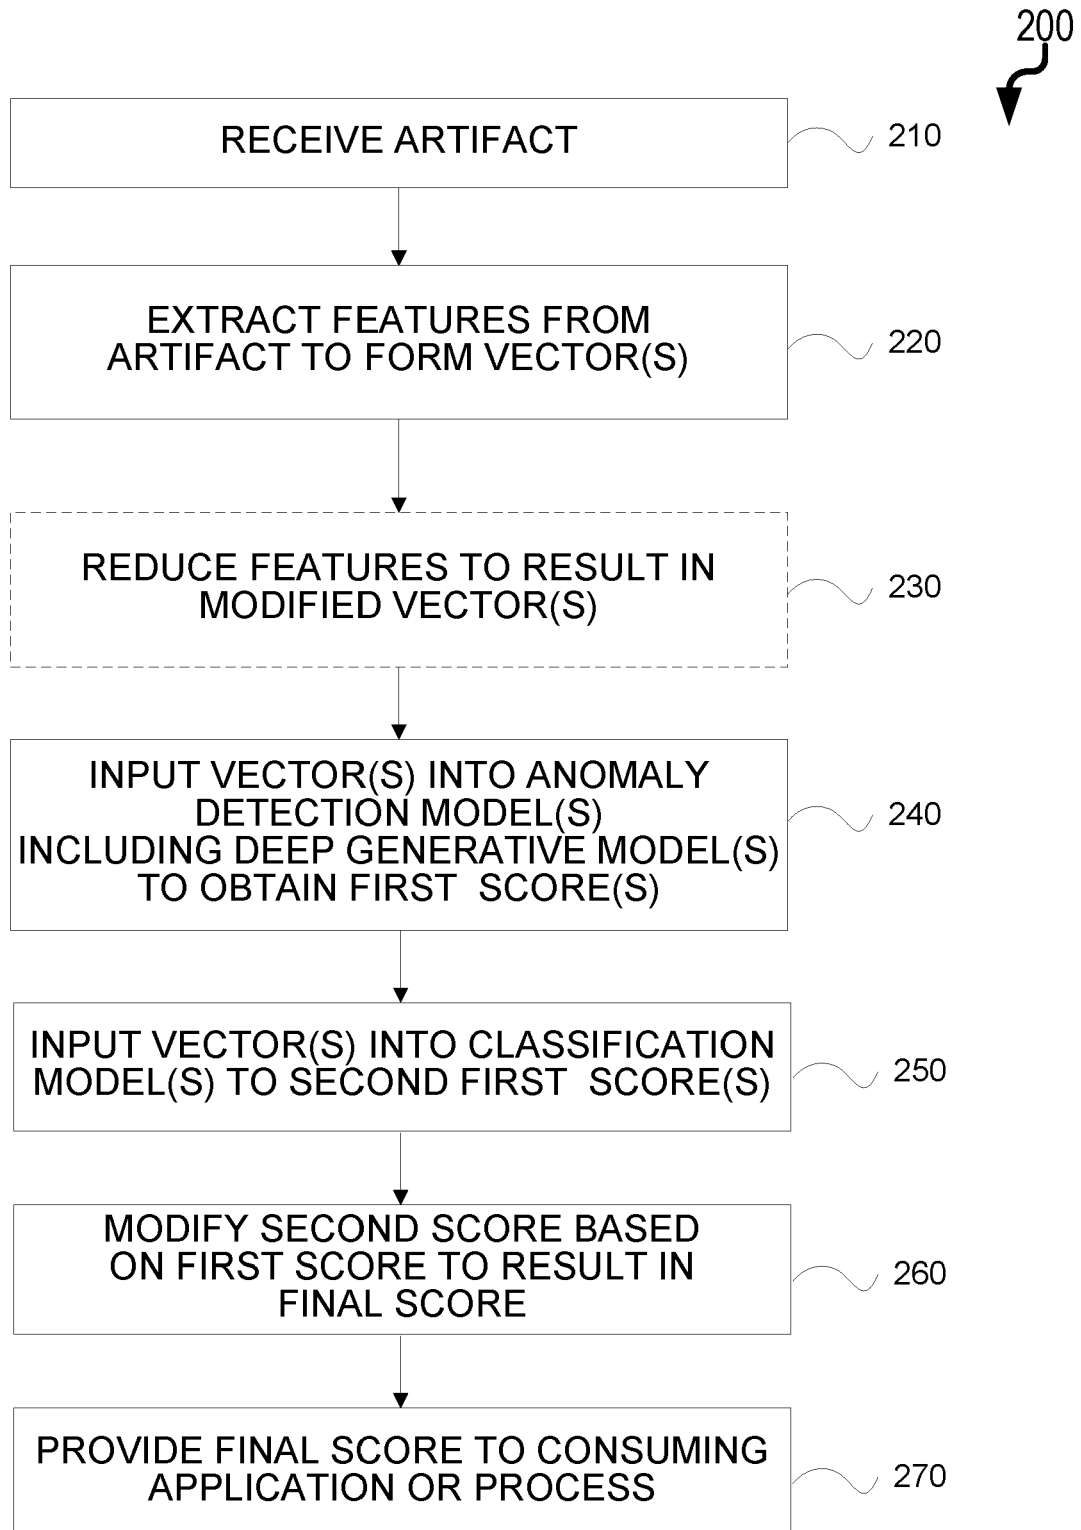 200
RECEIVE ARTIFACT
210
EXTRACT FEATURES FROM
ARTIFACT TO FORM VECTOR(S)
220
REDUCE FEATURES TO RESULT IN
MODIFIED VECTOR(S)
230
INPUT VECTOR(S) INTO ANOMALY
DETECTION MODEL(S)
INCLUDING DEEP GENERATIVE MODEL(S)
TO OBTAIN FIRST SCORE(S)
240
INPUT VECTOR(S) INTO CLASSIFICATION
MODEL(S) TO SECOND FIRST SCORE(S)
250
MODIFY SECOND SCORE BASED
ON FIRST SCORE TO RESULT IN
FINAL SCORE
260
PROVIDE FINAL SCORE TO CONSUMING
APPLICATION OR PROCESS
270